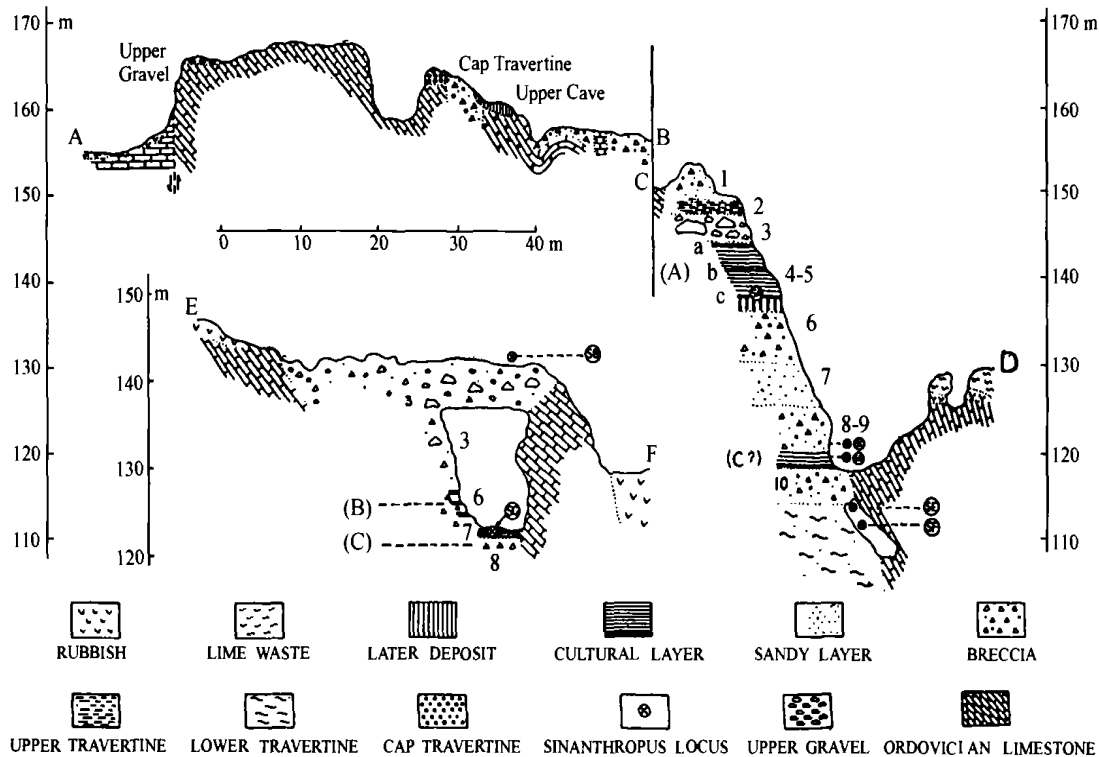 170 m
160
150
140
130
120
110
170 m
160
150
140
130
120
110
Upper
Gravel
Cap Travertine
Upper Cave
A
B
C
0 10 20 30 40 m
1
2
3
a
(A) b 4-5
c
6
7
8-9
(C?)
10
D
150 m
140
130
120
E
F
3
3
6
(B)
7
(C)
8
RUBBISH
LIME WASTE
LATER DEPOSIT
CULTURAL LAYER
SANDY LAYER
BRECCIA
UPPER TRAVERTINE
LOWER TRAVERTINE
CAP TRAVERTINE
SINANTHROPUS LOCUS
UPPER GRAVEL
ORDOVICIAN LIMESTONE